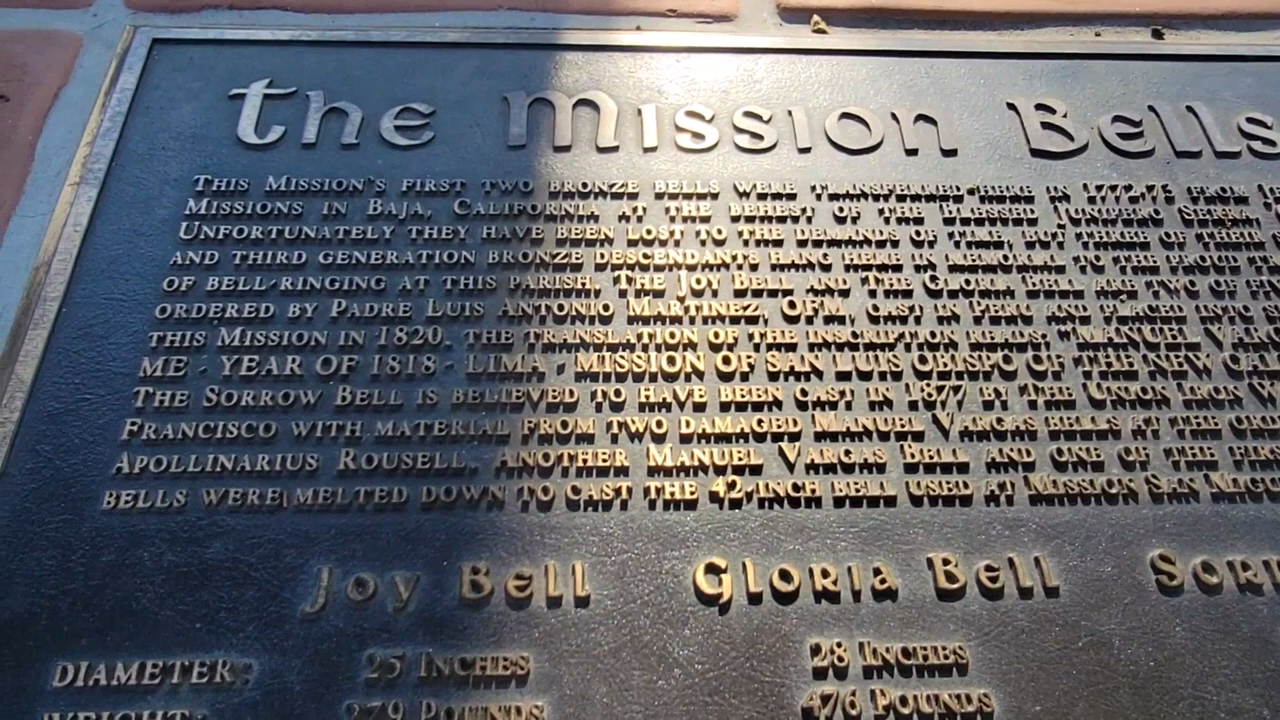 The Mission Bells
THIS MISSION'S FIRST TWO BRONZE BELLS WERE TRANSFERRED HERE IN 1772-73 FROM
MISSIONS IN BAJA, CALIFORNIA AT THE BEHEST OF THE BLESSED JUNIPERO SERRA.
UNFORTUNATELY THEY HAVE BEEN LOST TO THE DEMANDS OF TIME, BUT THREE OF THEIR
AND THIRD GENERATION BRONZE DESCENDANTS HANG HERE IN MEMORIAL TO THE PROUD
OF BELL-RINGING AT THIS PARISH. THE JOY BELL AND THE GLORIA BELL ARE TWO OF
ORDERED BY PADRE LUIS ANTONIO MARTINEZ, OFM, CAST IN PERU AND PLACED INTO
THIS MISSION IN 1820. THE TRANSLATION OF THE INSCRIPTION READS: "MANUEL
ME - YEAR OF 1818 - LIMA - MISSION OF SAN LUIS OBISPO OF THE NEW
THE SORROW BELL IS BELIEVED TO HAVE BEEN CAST IN 1877 BY THE UNION IRON
FRANCISCO WITH MATERIAL FROM TWO DAMAGED MANUEL VARGAS BELLS AT THE
APOLLINARIUS ROUSELL. ANOTHER MANUEL VARGAS BELL AND ONE OF THE
BELLS WERE MELTED DOWN TO CAST THE 42-INCH BELL USED AT MISSION SAN
Joy Bell Gloria Bell
DIAMETER: 25 INCHES 28 INCHES
WEIGHT: 279 POUNDS 476 POUNDS